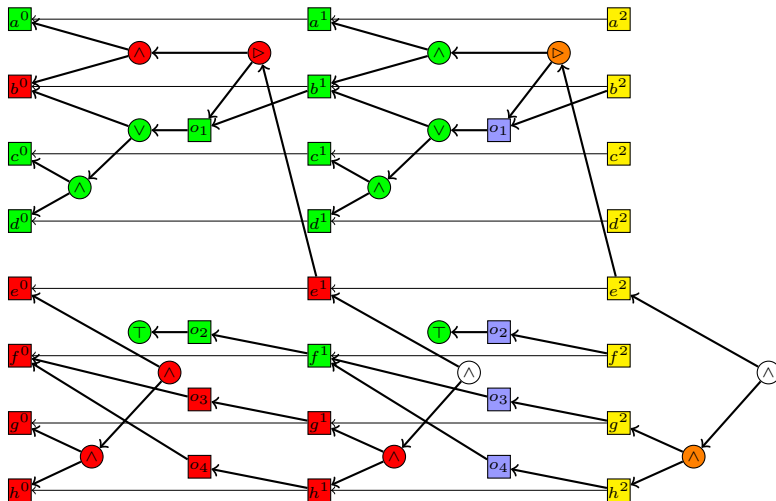 a⁰ a¹ a²
∧ ▷ ∧ ▷
b⁰ b¹ b²
∨ o₁ ∨ o₁
c⁰ c¹ c²
∧ ∧
d⁰ d¹ d²
e⁰ e¹ e²
⊤ o₂ ⊤ o₂
f⁰ f¹ f²
∧ ∧ ∧
o₃ o₃
g⁰ g¹ g²
∧ ∧ ∧
o₄ o₄
h⁰ h¹ h²